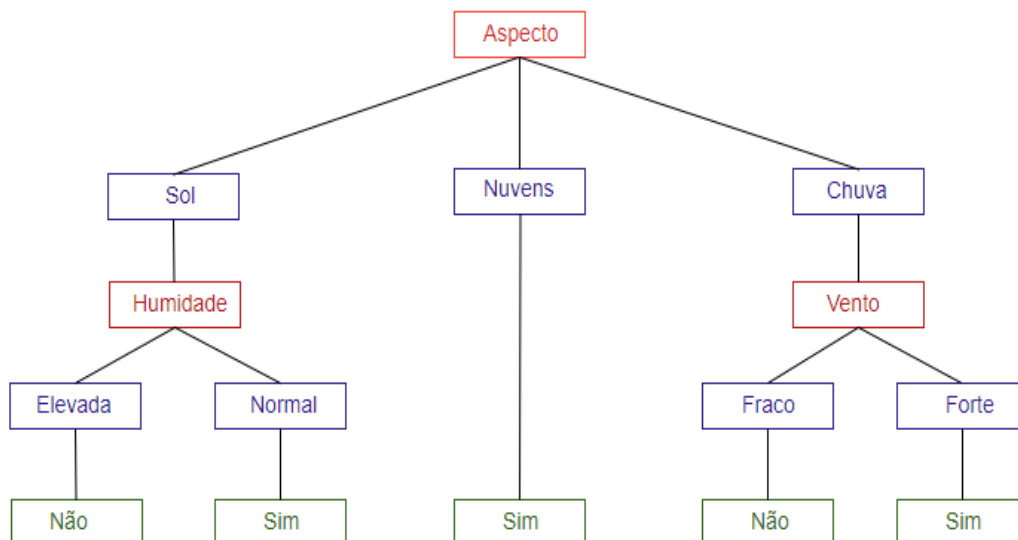 Aspecto
Sol
Nuvens
Chuva
Humidade
Vento
Elevada
Normal
Fraco
Forte
Não
Sim
Sim
Não
Sim